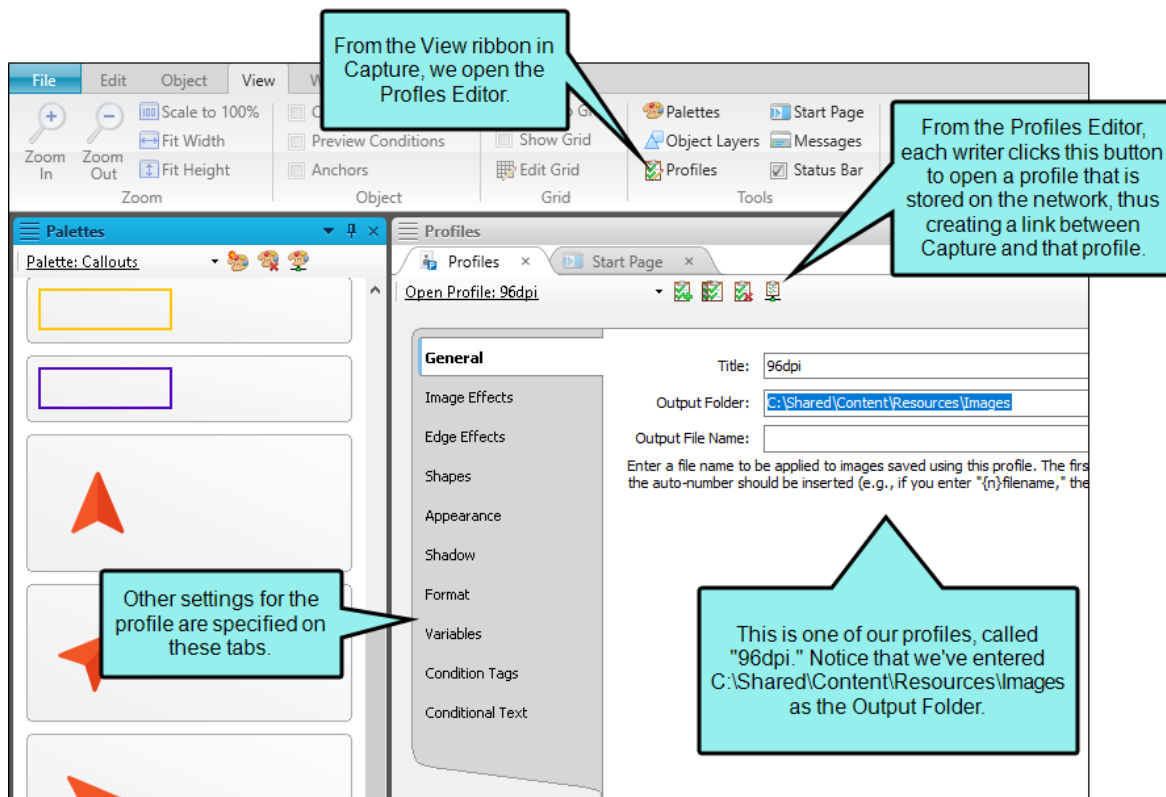 From the View ribbon in
Capture, we open the
Profles Editor.
File Edit Object View
Scale to 100%
Fit Width
Fit Height
Zoom
In
Zoom
Out
Zoom
Preview Conditions
Anchors
Object
Show Grid
Edit Grid
Grid
Palettes
Object Layers
Profiles
Start Page
Messages
Status Bar
Tools
From the Profiles Editor,
each writer clicks this button
to open a profile that is
stored on the network, thus
creating a link between
Capture and that profile.
Palettes
Palette: Callouts
Profiles
Profiles × Start Page ×
Open Profile: 96dpi
General
Image Effects
Edge Effects
Shapes
Appearance
Shadow
Format
Variables
Condition Tags
Conditional Text
Title: 96dpi
Output Folder: C:\Shared\Content\Resources\Images
Output File Name:
Enter a file name to be applied to images saved using this profile. The firs
the auto-number should be inserted (e.g., if you enter "{n}filename," the
Other settings for the
profile are specified on
these tabs.
This is one of our profiles, called
"96dpi." Notice that we've entered
C:\Shared\Content\Resources\Images
as the Output Folder.